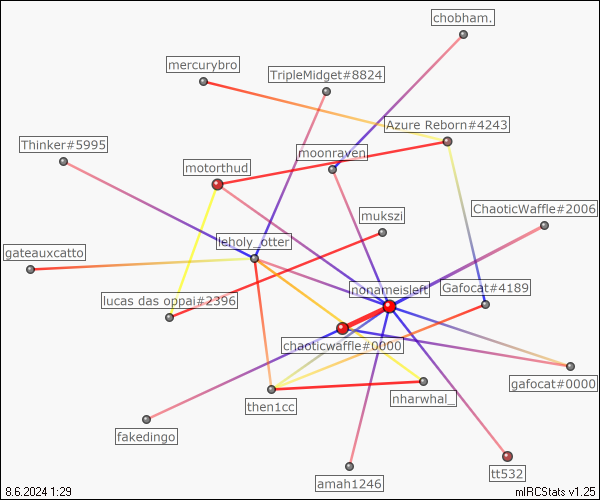 chobham.
mercurybro
TripleMidget#8824
Azure Reborn#4243
Thinker#5995
moonraven
motorthud
mukszi
ChaoticWaffle#2006
leholy_otter
gateauxcatto
nonameisleft
Gafocat#4189
lucas das oppai#2396
chaoticwaffle#0000
gafocat#0000
nharwhal_
then1cc
fakedingo
tt532
amah1246
8.6.2024 1:29
mIRCStats v1.25